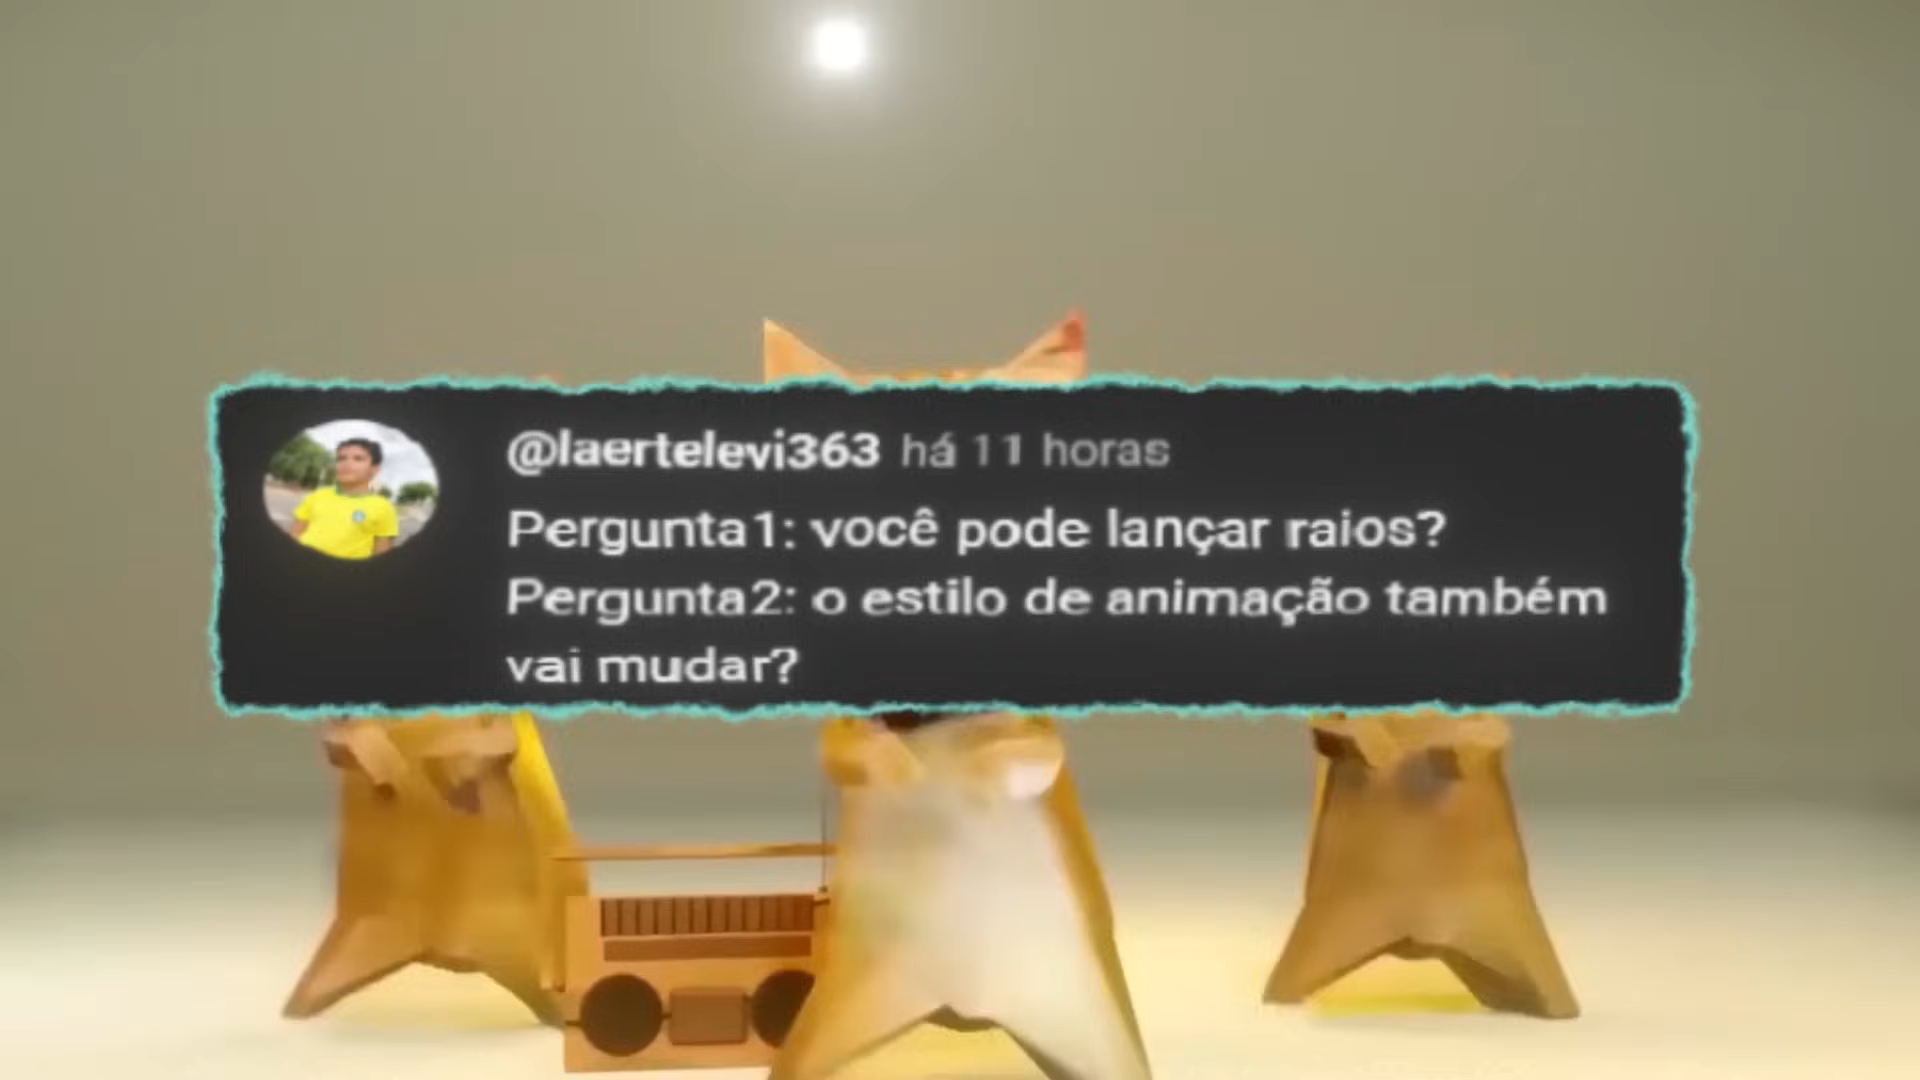 @laertelevi363 há 11 horas
Pergunta1: você pode lançar raios?
Pergunta2: o estilo de animação também
vai mudar?